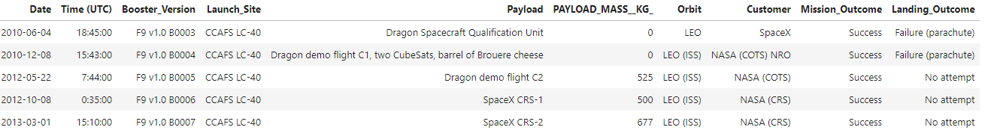 Date Time (UTC) Booster_Version Launch_Site Payload PAYLOAD_MASS__KG_ Orbit Customer Mission_Outcome Landing_Outcome
2010-06-04 18:45:00 F9 v1.0 B0003 CCAFS LC-40 Dragon Spacecraft Qualification Unit 0 LEO SpaceX Success Failure (parachute)
2010-12-08 15:43:00 F9 v1.0 B0004 CCAFS LC-40 Dragon demo flight C1, two CubeSats, barrel of Brouere cheese 0 LEO (ISS) NASA (COTS) NRO Success Failure (parachute)
2012-05-22 7:44:00 F9 v1.0 B0005 CCAFS LC-40 Dragon demo flight C2 525 LEO (ISS) NASA (COTS) Success No attempt
2012-10-08 0:35:00 F9 v1.0 B0006 CCAFS LC-40 SpaceX CRS-1 500 LEO (ISS) NASA (CRS) Success No attempt
2013-03-01 15:10:00 F9 v1.0 B0007 CCAFS LC-40 SpaceX CRS-2 677 LEO (ISS) NASA (CRS) Success No attempt